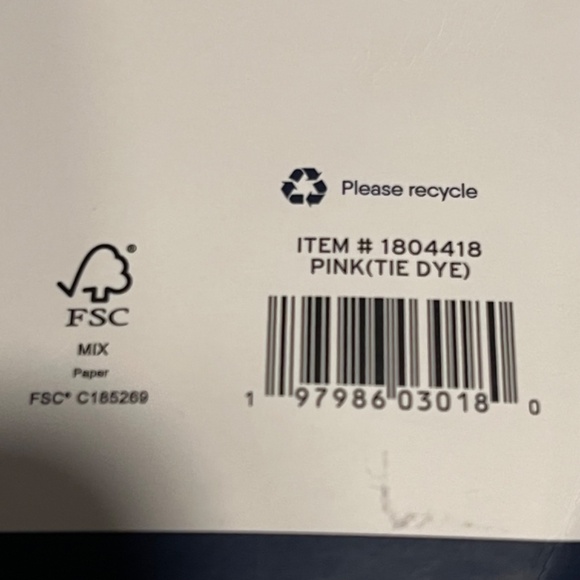 Please recycle
ITEM # 1804418
PINK(TIE DYE)
®
FSC
MIX
Paper
FSC® C185269
1 97986 03018 0